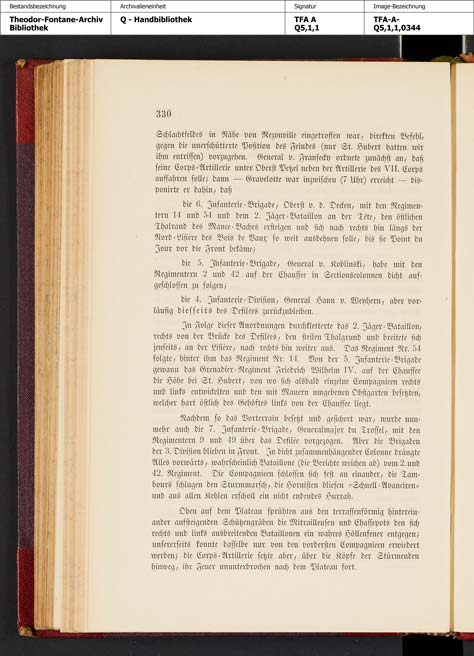 Bestandsbezeichnung
Theodor-Fontane-Archiv
Bibliothek
Archivalieneinheit
Q - Handbibliothek
Signatur
TFA A
Q5,1,1
Image-Bezeichnung
TFA-A-
Q5,1,1,0344
330
Schlachtfeldes in Nähe von Rezonville eingetroffen war, direkten Befehl,
gegen die unerschütterte Position des Feindes (nur St. Hubert hatten wir
ihm entrissen) vorzugehen. General v. Fransecky ordnete zunächst an, daß
seine Corps-Artillerie unter Oberst Petzel neben der Artillerie des VII. Corps
auffahren solle; dann — Gravelotte war inzwischen (7 Uhr) erreicht — dis-
ponirte er dahin, daß
die 6. Infanterie-Brigade, Oberst v. d. Decken, mit den Regimen-
tern 14 und 54 und dem 2. Jäger-Bataillon an der Tête, den östlichen
Thalrand des Mance-Baches ersteigen und sich nach rechts hin längs der
Nord-Lisière des Bois de Vaux so weit ausdehnen solle, bis sie Point du
Jour vor die Front bekäme;
die 5. Infanterie-Brigade, General v. Koblinski, habe mit den
Regimentern 2 und 42 auf der Chaussee in Sectionscolonnen dicht auf-
geschlossen zu folgen;
die 4. Infanterie-Division, General Hann v. Weyhern, aber vor-
läufig diesseits des Defilées zurückzubleiben.
In Folge dieser Anordnungen durchkletterte das 2. Jäger-Bataillon,
rechts von der Brücke des Defilées, den steilen Thalgrund und breitete sich
jenseits, an der Lisière, nach rechts hin weiter aus. Das Regiment Nr. 54
folgte, hinter ihm das Regiment Nr. 14. Von der 5. Infanterie-Brigade
gewann das Grenadier-Regiment Friedrich Wilhelm IV. auf der Chaussee
die Höhe bei St. Hubert, von wo sich alsbald einzelne Compagnieen rechts
und links entwickelten und den mit Mauern umgebenen Obstgarten besetzten,
welcher hart östlich des Gehöftes links von der Chaussee liegt.
Nachdem so das Vorterrain besetzt und gesichert war, wurde nun-
mehr auch die 7. Infanterie-Brigade, Generalmajor du Trossel, mit den
Regimentern 9 und 49 über das Defilée vorgezogen. Aber die Brigaden
der 3. Division blieben in Front. In dicht zusammenhängender Colonne drängte
Alles vorwärts, wahrscheinlich Bataillone (die Berichte weichen ab) vom 2. und
42. Regiment. Die Compagnieen schlossen sich fest an einander, die Tam-
bours schlugen den Sturmmarsch, die Hornisten bliesen »Schnell-Avanciren«
und aus allen Kehlen erscholl ein nicht endendes Hurrah.
Oben auf dem Plateau sprühten aus den terrassenförmig hinterein-
ander aufsteigenden Schützengräben die Mitrailleusen und Chassepots den sich
rechts und links ausbreitenden Bataillonen ein wahres Höllenfeuer entgegen;
unsererseits konnte dasselbe nur von den vordersten Compagnieen erwiedert
werden; die Corps-Artillerie setzte aber, über die Köpfe der Stürmenden
hinweg, ihr Feuer ununterbrochen nach dem Plateau fort.